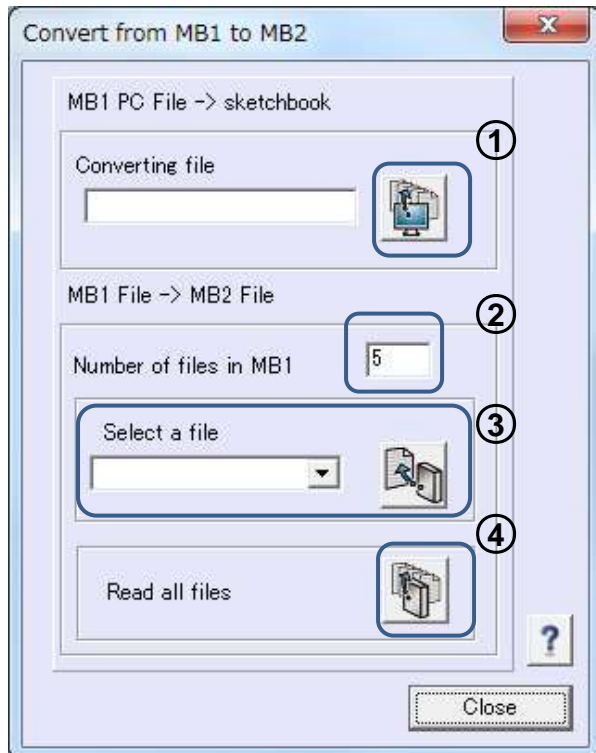 Convert from MB1 to MB2
MB1 PC File -> sketchbook
①
Converting file
MB1 File -> MB2 File
②
Number of files in MB1 5
③
Select a file
④
Read all files
?
Close